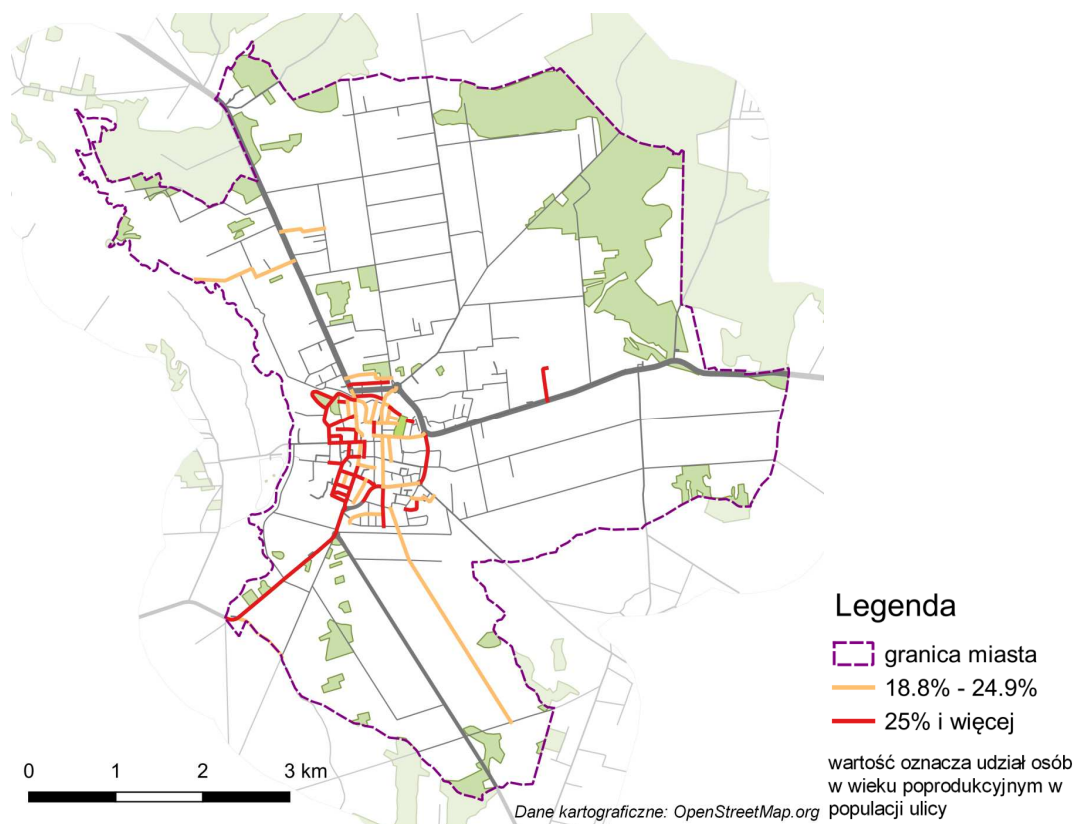 Legenda
granica miasta
18.8% - 24.9%
25% i więcej
wartość oznacza udział osób
w wieku poprodukcyjnym w
populacji ulicy
0 1 2 3 km
Dane kartograficzne: OpenStreetMap.org